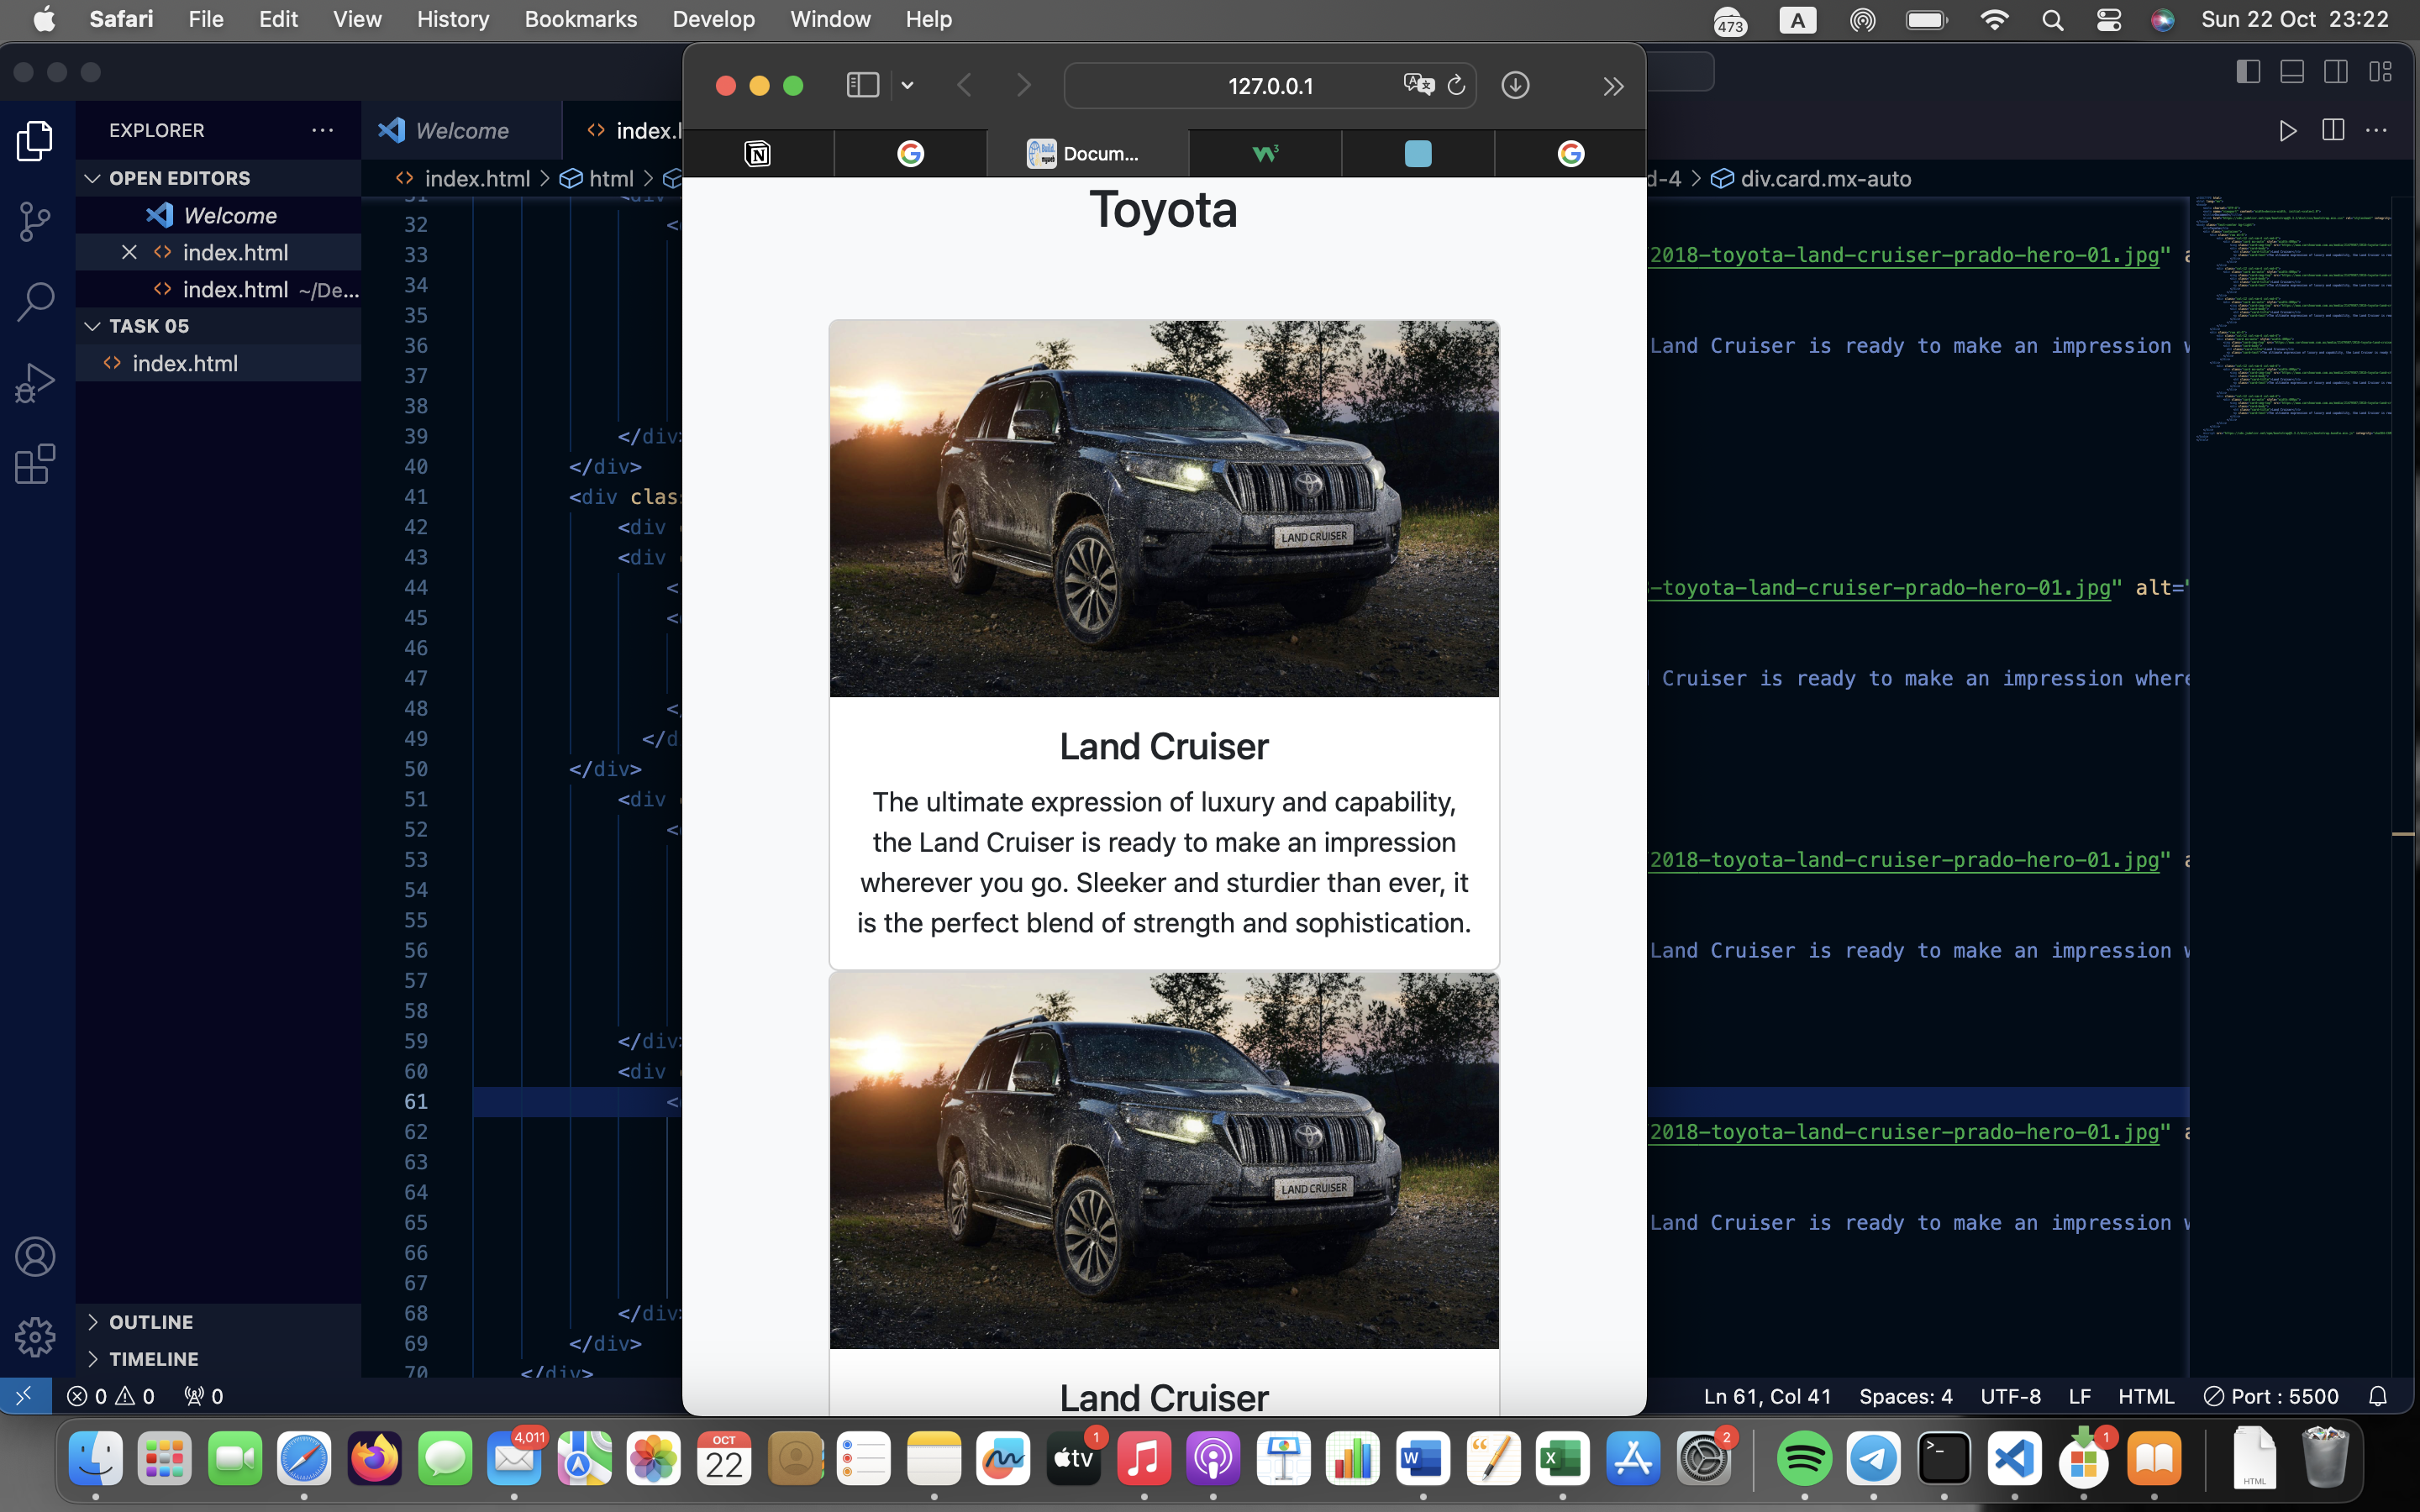 Safari File Edit View History Bookmarks Develop Window Help
473 A Sun 22 Oct 23:22
127.0.0.1
EXPLORER
Welcome
index.l
Docum...
OPEN EDITORS
index.html > html >
d-4 > div.card.mx-auto
Welcome
index.html
index.html ~/De...
TASK 05
index.html
Toyota
32
33
2018-toyota-land-cruiser-prado-hero-01.jpg"
34
35
36
Land Cruiser is ready to make an impression
37
38
39 </div>
40 </div>
41 <div clas
42 <div
43 <div
44 <
-toyota-land-cruiser-prado-hero-01.jpg" alt="
45 <
46
47
Cruiser is ready to make an impression where
48 </
49 </d
50 </div>
51 <div
52 <
53
2018-toyota-land-cruiser-prado-hero-01.jpg"
54
55
56
Land Cruiser is ready to make an impression
57
58
59 </div>
60 <div
61 <
62
2018-toyota-land-cruiser-prado-hero-01.jpg"
63
64
65
Land Cruiser is ready to make an impression
66
67
68 </div>
69 </div>
70 </div>
LAND CRUISER
Land Cruiser
The ultimate expression of luxury and capability,
the Land Cruiser is ready to make an impression
wherever you go. Sleeker and sturdier than ever, it
is the perfect blend of strength and sophistication.
LAND CRUISER
Land Cruiser
OUTLINE
TIMELINE
0 0 0
Ln 61, Col 41 Spaces: 4 UTF-8 LF HTML Port : 5500
4,011
OCT
22
tv
1
2
1
HTML